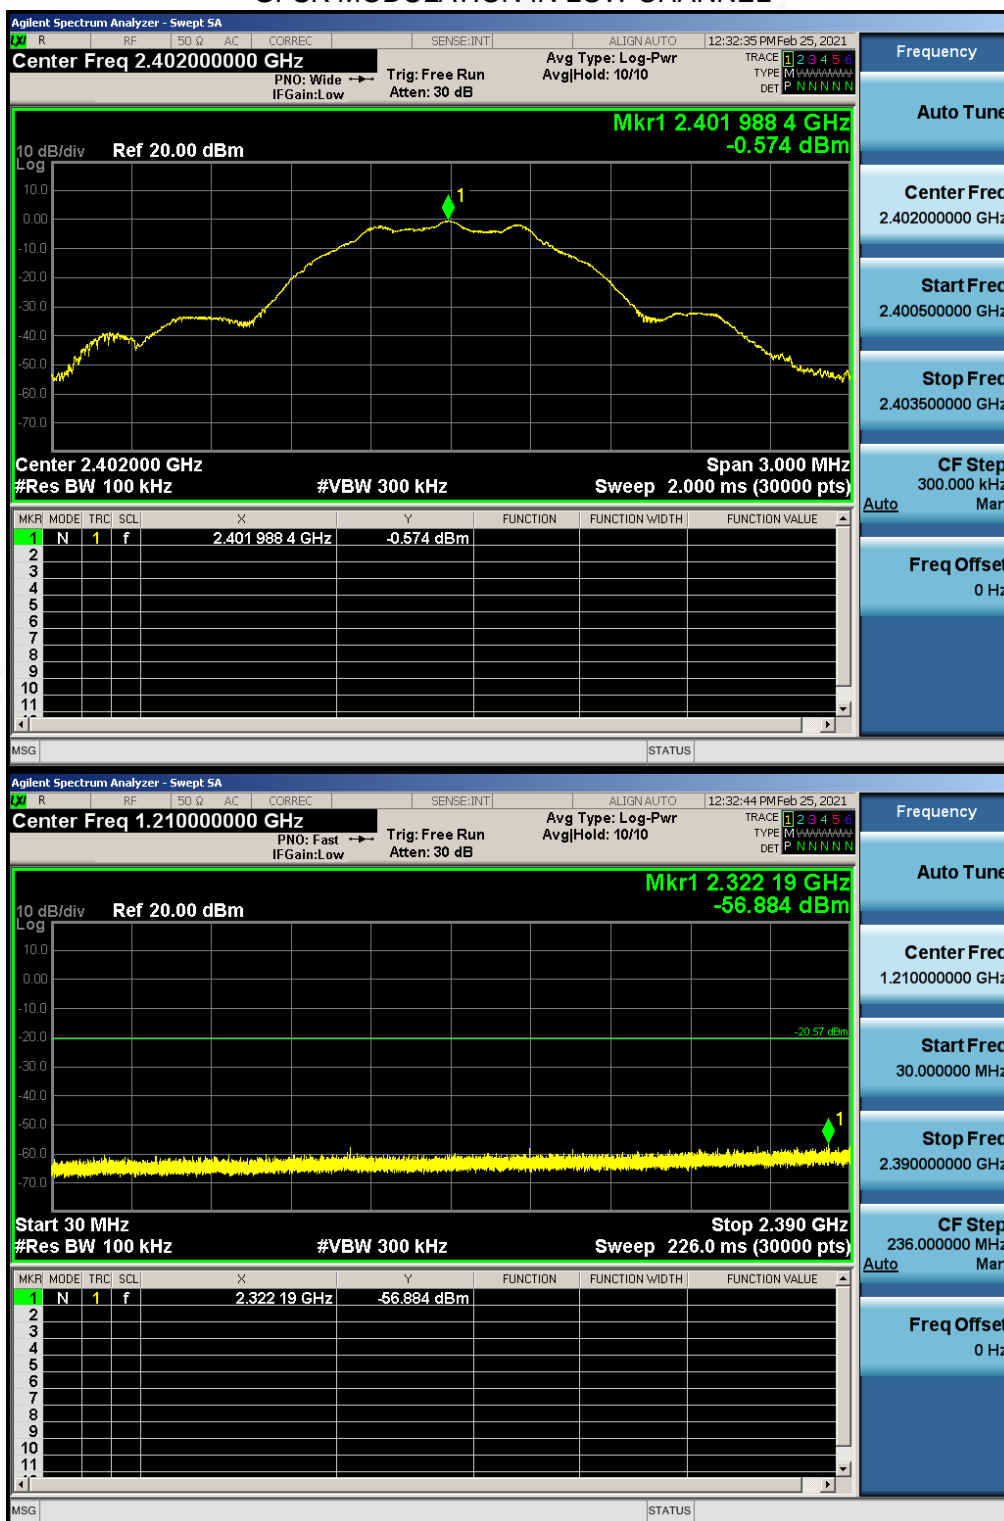 MODULATION IN LOW CHANNEL
Agilent Spectrum Analyzer - Swept SA
LXI R RF 50 Ω AC CORREC SENSE:INT ALIGN AUTO 12:32:35 PM Feb 25, 2021
Center Freq 2.402000000 GHz
PNO: Wide
IFGain:Low
Trig: Free Run
Atten: 30 dB
Avg Type: Log-Pwr
Avg|Hold: 10/10
TRACE 1 2 3 4 5 6
TYPE M
DET P N N N N N
Mkr1 2.401 988 4 GHz
-0.574 dBm
10 dB/div Ref 20.00 dBm
Log
10.0
0.00
-10.0
-20.0
-30.0
-40.0
-50.0
-60.0
-70.0
1
Center 2.402000 GHz Span 3.000 MHz
#Res BW 100 kHz #VBW 300 kHz Sweep 2.000 ms (30000 pts)
MKR MODE TRC SCL X Y FUNCTION FUNCTION WIDTH FUNCTION VALUE
1 N 1 f 2.401 988 4 GHz -0.574 dBm
2
3
4
5
6
7
8
9
10
11
MSG STATUS
Frequency
Auto Tune
Center Freq
2.402000000 GHz
Start Freq
2.400500000 GHz
Stop Freq
2.403500000 GHz
CF Step
300.000 kHz
Auto Man
Freq Offset
0 Hz
Agilent Spectrum Analyzer - Swept SA
LXI R RF 50 Ω AC CORREC SENSE:INT ALIGN AUTO 12:32:44 PM Feb 25, 2021
Center Freq 1.210000000 GHz
PNO: Fast
IFGain:Low
Trig: Free Run
Atten: 30 dB
Avg Type: Log-Pwr
Avg|Hold: 10/10
TRACE 1 2 3 4 5 6
TYPE M
DET P N N N N N
Mkr1 2.322 19 GHz
-56.884 dBm
10 dB/div Ref 20.00 dBm
Log
10.0
0.00
-10.0
-20.0
-30.0
-40.0
-50.0
-60.0
-70.0
-20.57 dBm
1
Start 30 MHz Stop 2.390 GHz
#Res BW 100 kHz #VBW 300 kHz Sweep 226.0 ms (30000 pts)
MKR MODE TRC SCL X Y FUNCTION FUNCTION WIDTH FUNCTION VALUE
1 N 1 f 2.322 19 GHz -56.884 dBm
2
3
4
5
6
7
8
9
10
11
MSG STATUS
Frequency
Auto Tune
Center Freq
1.210000000 GHz
Start Freq
30.000000 MHz
Stop Freq
2.390000000 GHz
CF Step
236.000000 MHz
Auto Man
Freq Offset
0 Hz